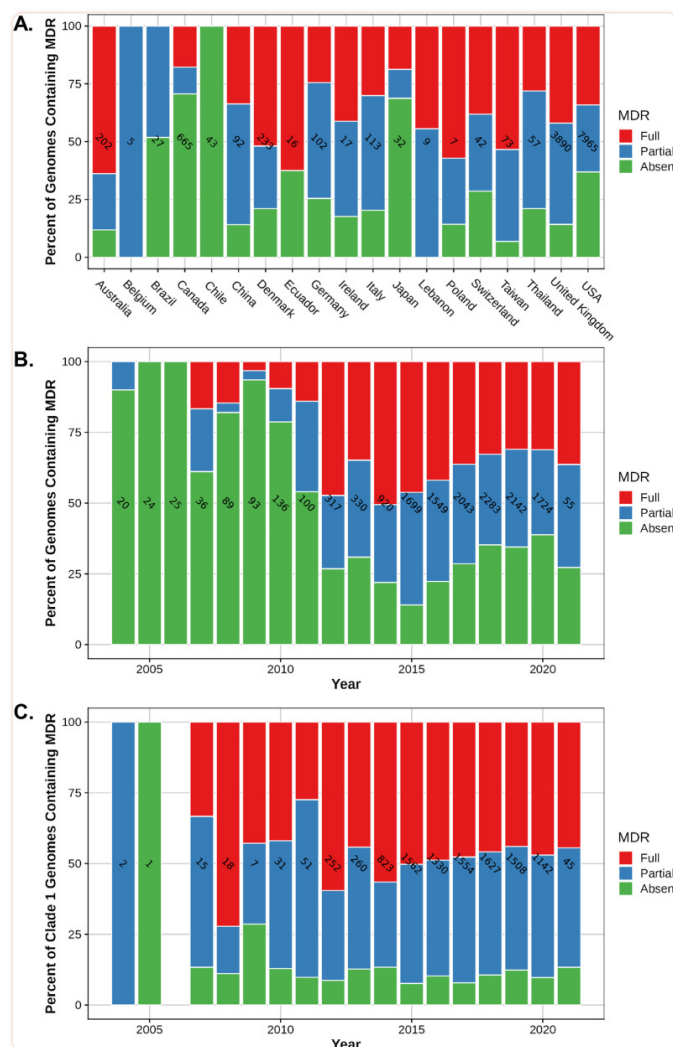 A.
Percent of Genomes Containing MDR
100
75
50
25
0
202 5 27 665 43 92 233 16 102 17 113 32 9 7 42 73 57 3890 7965
Australia Belgium Brazil Canada Chile China Denmark Ecuador Germany Ireland Italy Japan Lebanon Poland Switzerland Taiwan Thailand United Kingdom USA
MDR
Full
Partial
Absen
B.
Percent of Genomes Containing MDR
100
75
50
25
0
20 24 25 36 89 93 136 100 317 330 920 1699 1549 2043 2283 2142 1724 55
2005 2010 2015 2020
Year
MDR
Full
Partial
Absen
C.
Percent of Clade 1 Genomes Containing MDR
100
75
50
25
0
2 1 15 18 7 31 51 252 260 823 1562 1330 1554 1627 1508 1142 45
2005 2010 2015 2020
Year
MDR
Full
Partial
Absen